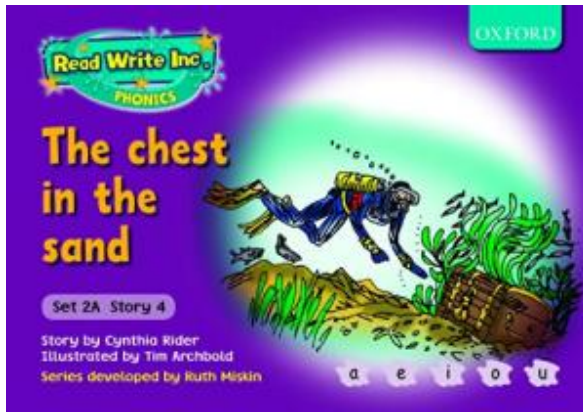 OXFORD
Read Write Inc.
PHONICS
The chest
in the
sand
Set 2A Story 4
Story by Cynthia Rider
Illustrated by Tim Archbold
Series developed by Ruth Miskin
a e i o u